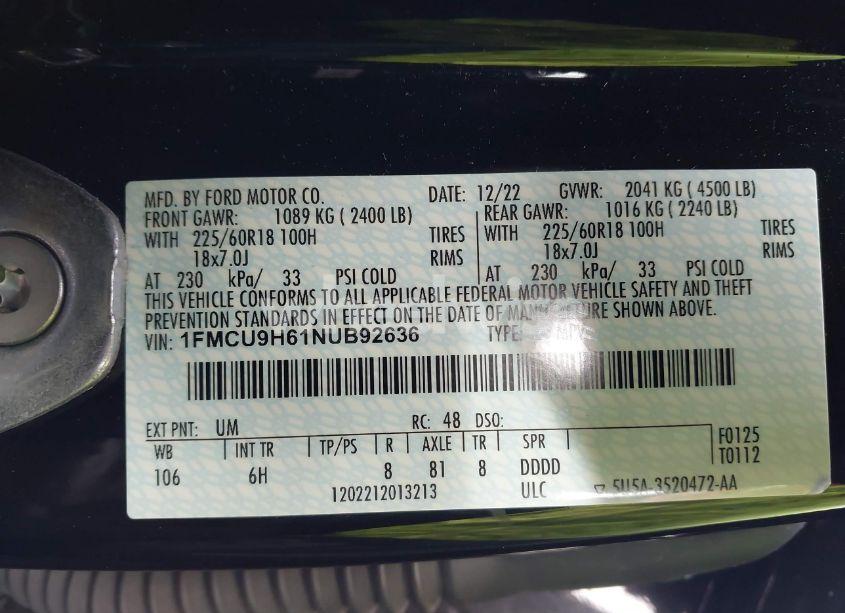 MFD. BY FORD MOTOR CO. DATE: 12/22 GVWR: 2041 KG ( 4500 LB)
FRONT GAWR: 1089 KG ( 2400 LB) REAR GAWR: 1016 KG ( 2240 LB)
WITH 225/60R18 100H TIRES WITH 225/60R18 100H TIRES
18x7.0J RIMS 18x7.0J RIMS
AT 230 kPa/ 33 PSI COLD AT 230 kPa/ 33 PSI COLD
THIS VEHICLE CONFORMS TO ALL APPLICABLE FEDERAL MOTOR VEHICLE SAFETY AND THEFT
PREVENTION STANDARDS IN EFFECT ON THE DATE OF MANUFACTURE SHOWN ABOVE.
VIN: 1FMCU9H61NUB92636 TYPE: MPV
EXT PNT: UM RC: 48 DSO:
WB INT TR TP/PS R AXLE TR SPR F0125
106 6H 8 81 8 DDDD T0112
1202212013213 ULC 5U5A-3520472-AA